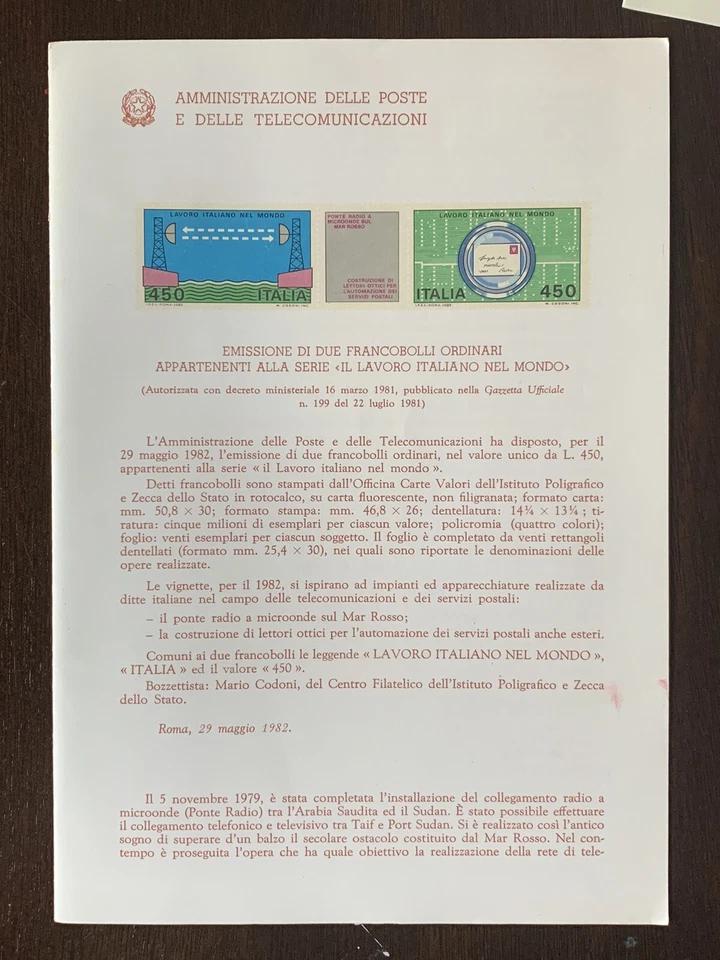 AMMINISTRAZIONE DELLE POSTE
E DELLE TELECOMUNICAZIONI
LAVORO ITALIANO NEL MONDO
450 ITALIA
I.P.Z.S.-ROMA-1982 M. CODONI, INC.
PONTE RADIO A
MICROONDE SUL
MAR ROSSO
COSTRUZIONE DI
LETTORI OTTICI PER
L'AUTOMAZIONE DEI
SERVIZI POSTALI
LAVORO ITALIANO NEL MONDO
ITALIA 450
I.P.Z.S.-ROMA-1982 M. CODONI, INC.
EMISSIONE DI DUE FRANCOBOLLI ORDINARI
APPARTENENTI ALLA SERIE «IL LAVORO ITALIANO NEL MONDO»
(Autorizzata con decreto ministeriale 16 marzo 1981, pubblicato nella Gazzetta Ufficiale
n. 199 del 22 luglio 1981)
L'Amministrazione delle Poste e delle Telecomunicazioni ha disposto, per il
29 maggio 1982, l'emissione di due francobolli ordinari, nel valore unico da L. 450,
appartenenti alla serie « il Lavoro italiano nel mondo ».
Detti francobolli sono stampati dall'Officina Carte Valori dell'Istituto Poligrafico
e Zecca dello Stato in rotocalco, su carta fluorescente, non filigranata; formato carta:
mm. 50,8 × 30; formato stampa: mm. 46,8 × 26; dentellatura: 14¼ × 13¼; ti-
ratura: cinque milioni di esemplari per ciascun valore; policromia (quattro colori);
foglio: venti esemplari per ciascun soggetto. Il foglio è completato da venti rettangoli
dentellati (formato mm. 25,4 × 30), nei quali sono riportate le denominazioni delle
opere realizzate.
Le vignette, per il 1982, si ispirano ad impianti ed apparecchiature realizzate da
ditte italiane nel campo delle telecomunicazioni e dei servizi postali:
– il ponte radio a microonde sul Mar Rosso;
– la costruzione di lettori ottici per l'automazione dei servizi postali anche esteri.
Comuni ai due francobolli le leggende « LAVORO ITALIANO NEL MONDO »,
« ITALIA » ed il valore « 450 ».
Bozzettista: Mario Codoni, del Centro Filatelico dell'Istituto Poligrafico e Zecca
dello Stato.
Roma, 29 maggio 1982.
Il 5 novembre 1979, è stata completata l'installazione del collegamento radio a
microonde (Ponte Radio) tra l'Arabia Saudita ed il Sudan. È stato possibile effettuare
il collegamento telefonico e televisivo tra Taif e Port Sudan. Si è realizzato così l'antico
sogno di superare d'un balzo il secolare ostacolo costituito dal Mar Rosso. Nel con-
tempo è proseguita l'opera che ha quale obiettivo la realizzazione della rete di tele-